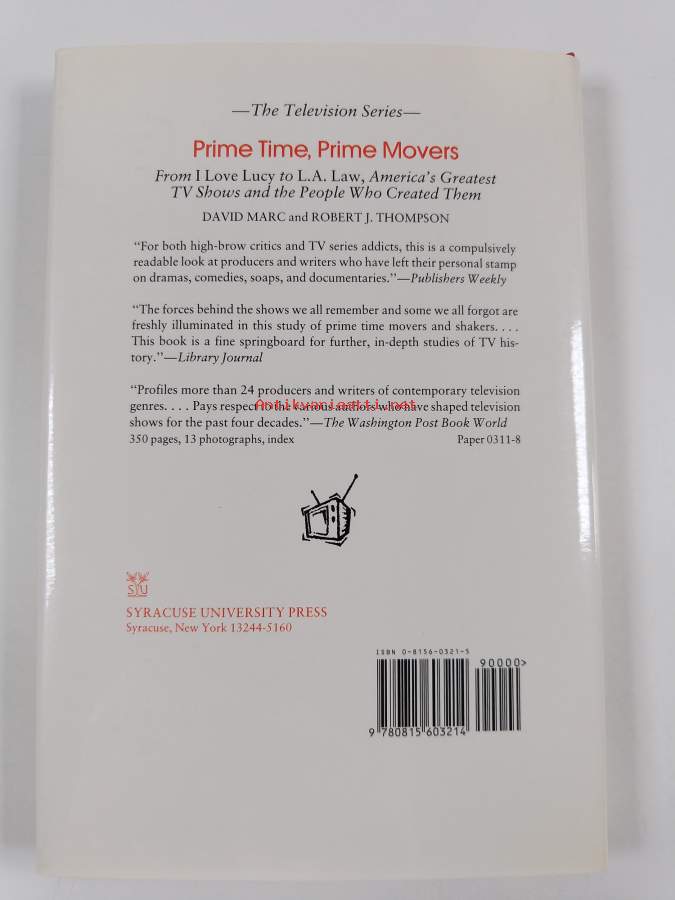 —The Television Series—
Prime Time, Prime Movers
From I Love Lucy to L.A. Law, America's Greatest
TV Shows and the People Who Created Them
DAVID MARC and ROBERT J. THOMPSON
“For both high-brow critics and TV series addicts, this is a compulsively
readable look at producers and writers who have left their personal stamp
on dramas, comedies, soaps, and documentaries.”—Publishers Weekly
“The forces behind the shows we all remember and some we all forgot are
freshly illuminated in this study of prime time movers and shakers. . . .
This book is a fine springboard for further, in-depth studies of TV his-
tory.”—Library Journal
“Profiles more than 24 producers and writers of contemporary television
genres. . . . Pays respect to the various authors who have shaped television
Antikvariaatti.net
shows for the past four decades.”—The Washington Post Book World
350 pages, 13 photographs, index Paper 0311-8
SU
SYRACUSE UNIVERSITY PRESS
Syracuse, New York 13244-5160
ISBN 0-8156-0321-5
90000>
9 780815 603214